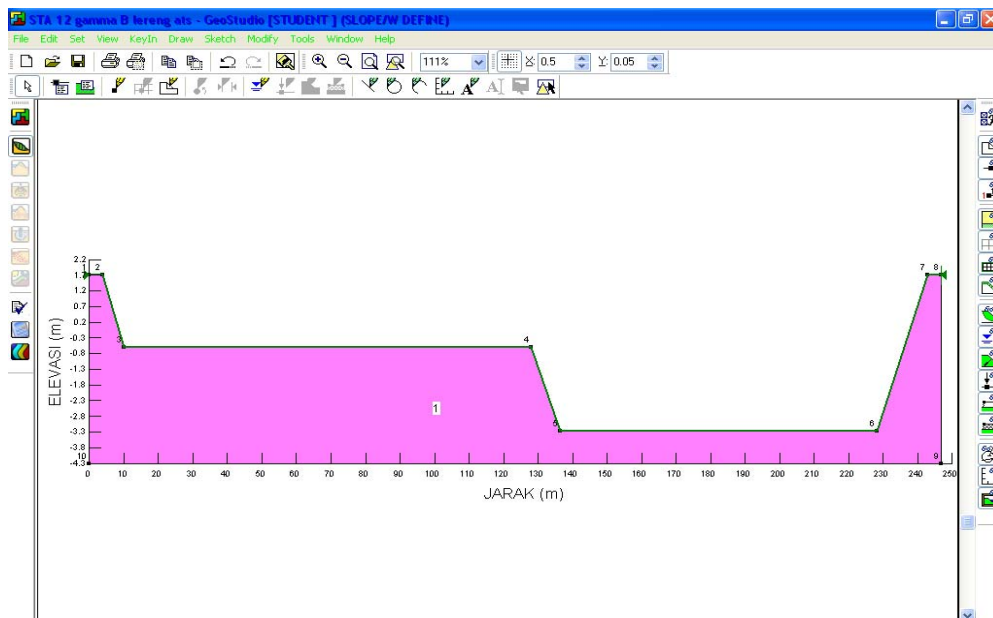 STA 12 gamma B lereng ats - GeoStudio [STUDENT ] (SLOPE/W DEFINE)
File Edit Set View KeyIn Draw Sketch Modify Tools Window Help
111% X: 0.5 Y: 0.05
2.2
1 2 7 8
1.7
1.2
0.7
0.2
-0.3
3 4
-0.8
-1.3
-1.8
-2.3
1
-2.8
5 6
-3.3
-3.8
10 9
-4.3
ELEVASI (m)
0 10 20 30 40 50 60 70 80 90 100 110 120 130 140 150 160 170 180 190 200 210 220 230 240 250
JARAK (m)